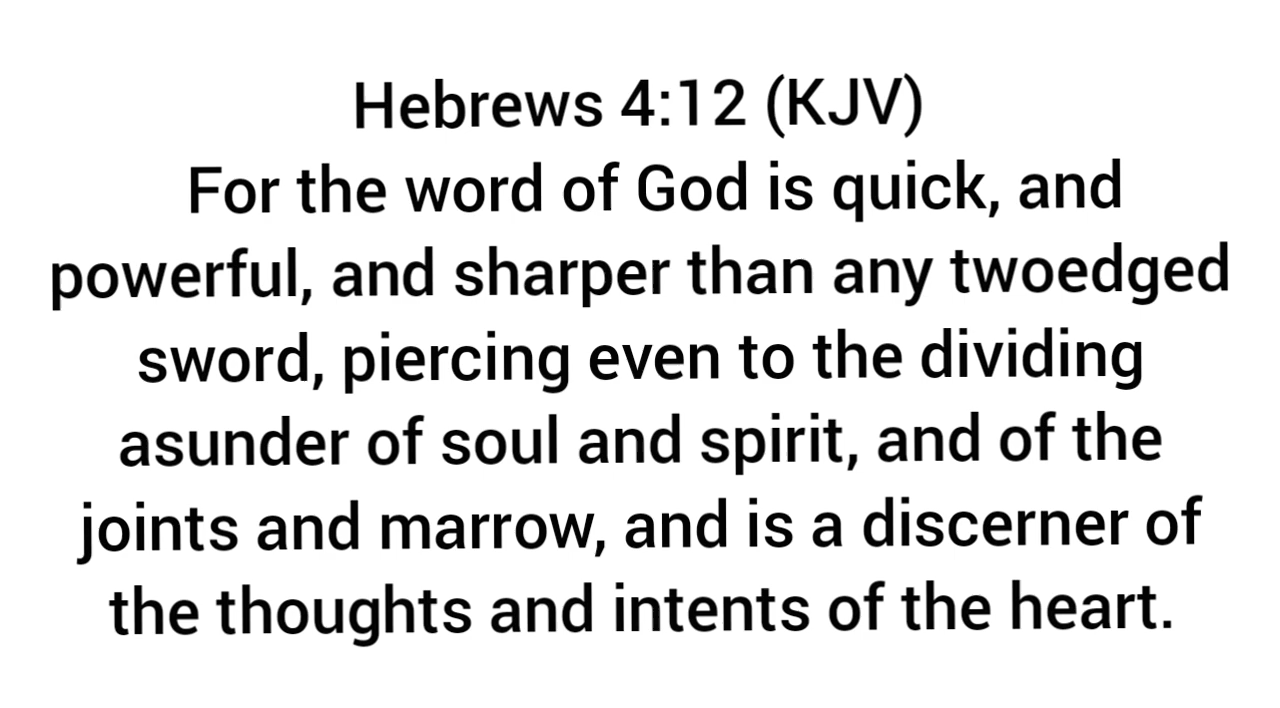 Hebrews 4:12 (KJV)
For the word of God is quick, and
powerful, and sharper than any twoedged
sword, piercing even to the dividing
asunder of soul and spirit, and of the
joints and marrow, and is a discerner of
the thoughts and intents of the heart.